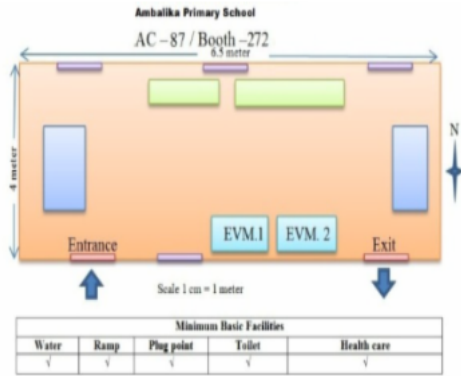 Ambalika Primary School
AC – 87 / Booth –272
6.5 meter
4 meter
N
EVM.1 EVM. 2
Entrance Exit
Scale 1 cm = 1 meter
Minimum Basic Facilities
Water Ramp Plug point Toilet Health care
√ √ √ √ √